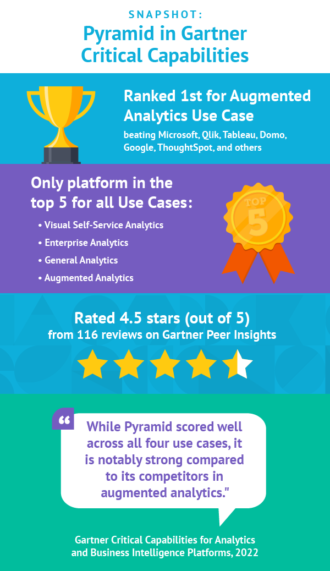 SNAPSHOT:
Pyramid in Gartner
Critical Capabilities
Ranked 1st for Augmented
Analytics Use Case
beating Microsoft, Qlik, Tableau, Domo,
Google, ThoughtSpot, and others
Only platform in the
top 5 for all Use Cases:
• Visual Self-Service Analytics
• Enterprise Analytics
• General Analytics
• Augmented Analytics
TOP
5
Rated 4.5 stars (out of 5)
from 116 reviews on Gartner Peer Insights
“
While Pyramid scored well
across all four use cases, it
is notably strong compared
to its competitors in
augmented analytics."
Gartner Critical Capabilities for Analytics
and Business Intelligence Platforms, 2022